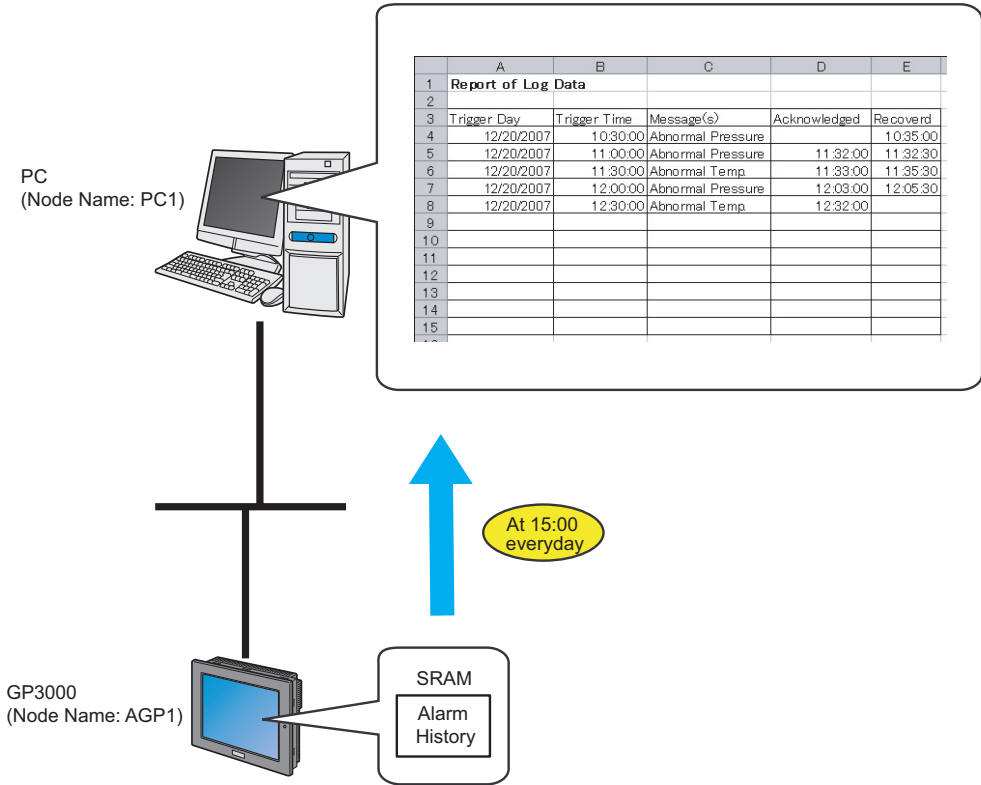 A B C D E
1 Report of Log Data
2
3 Trigger Day Trigger Time Message(s) Acknowledged Recoverd
4 12/20/2007 10:30:00 Abnormal Pressure 10:35:00
5 12/20/2007 11:00:00 Abnormal Pressure 11:32:00 11:32:30
6 12/20/2007 11:30:00 Abnormal Temp. 11:33:00 11:35:30
7 12/20/2007 12:00:00 Abnormal Pressure 12:03:00 12:05:30
8 12/20/2007 12:30:00 Abnormal Temp. 12:32:00
9
10
11
12
13
14
15
PC
(Node Name: PC1)
At 15:00
everyday
GP3000
(Node Name: AGP1)
SRAM
Alarm
History